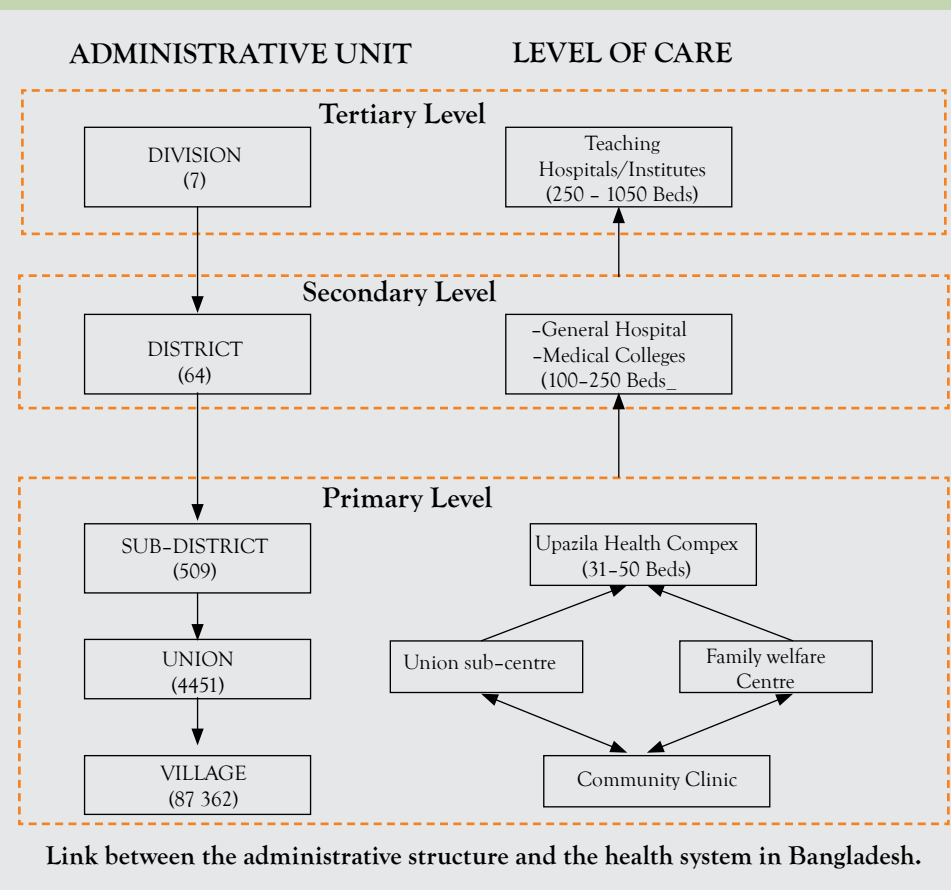 ADMINISTRATIVE UNIT
LEVEL OF CARE
Tertiary Level
DIVISION
(7)
Teaching
Hospitals/Institutes
(250 – 1050 Beds)
Secondary Level
DISTRICT
(64)
-General Hospital
-Medical Colleges
(100-250 Beds_
Primary Level
SUB-DISTRICT
(509)
Upazila Health Compex
(31-50 Beds)
UNION
(4451)
Union sub-centre
Family welfare
Centre
VILLAGE
(87 362)
Community Clinic
Link between the administrative structure and the health system in Bangladesh.